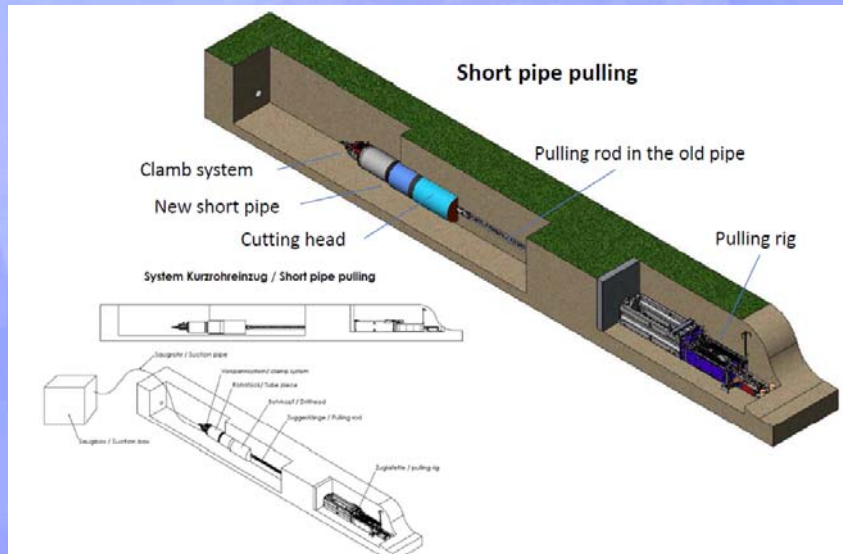 Short pipe pulling
Pulling rod in the old pipe
Clamb system
New short pipe
Pulling rig
Cutting head
System Kurzrohreinzug / Short pipe pulling
Saugrohr / Suction pipe
Verspannsystem/ clamp system
Rohrstück/ Tube piece
Bohrkopf / Drillhead
Zuggestänge / Pulling rod
Saugbox / Suction box
Zuglafette / pulling rig